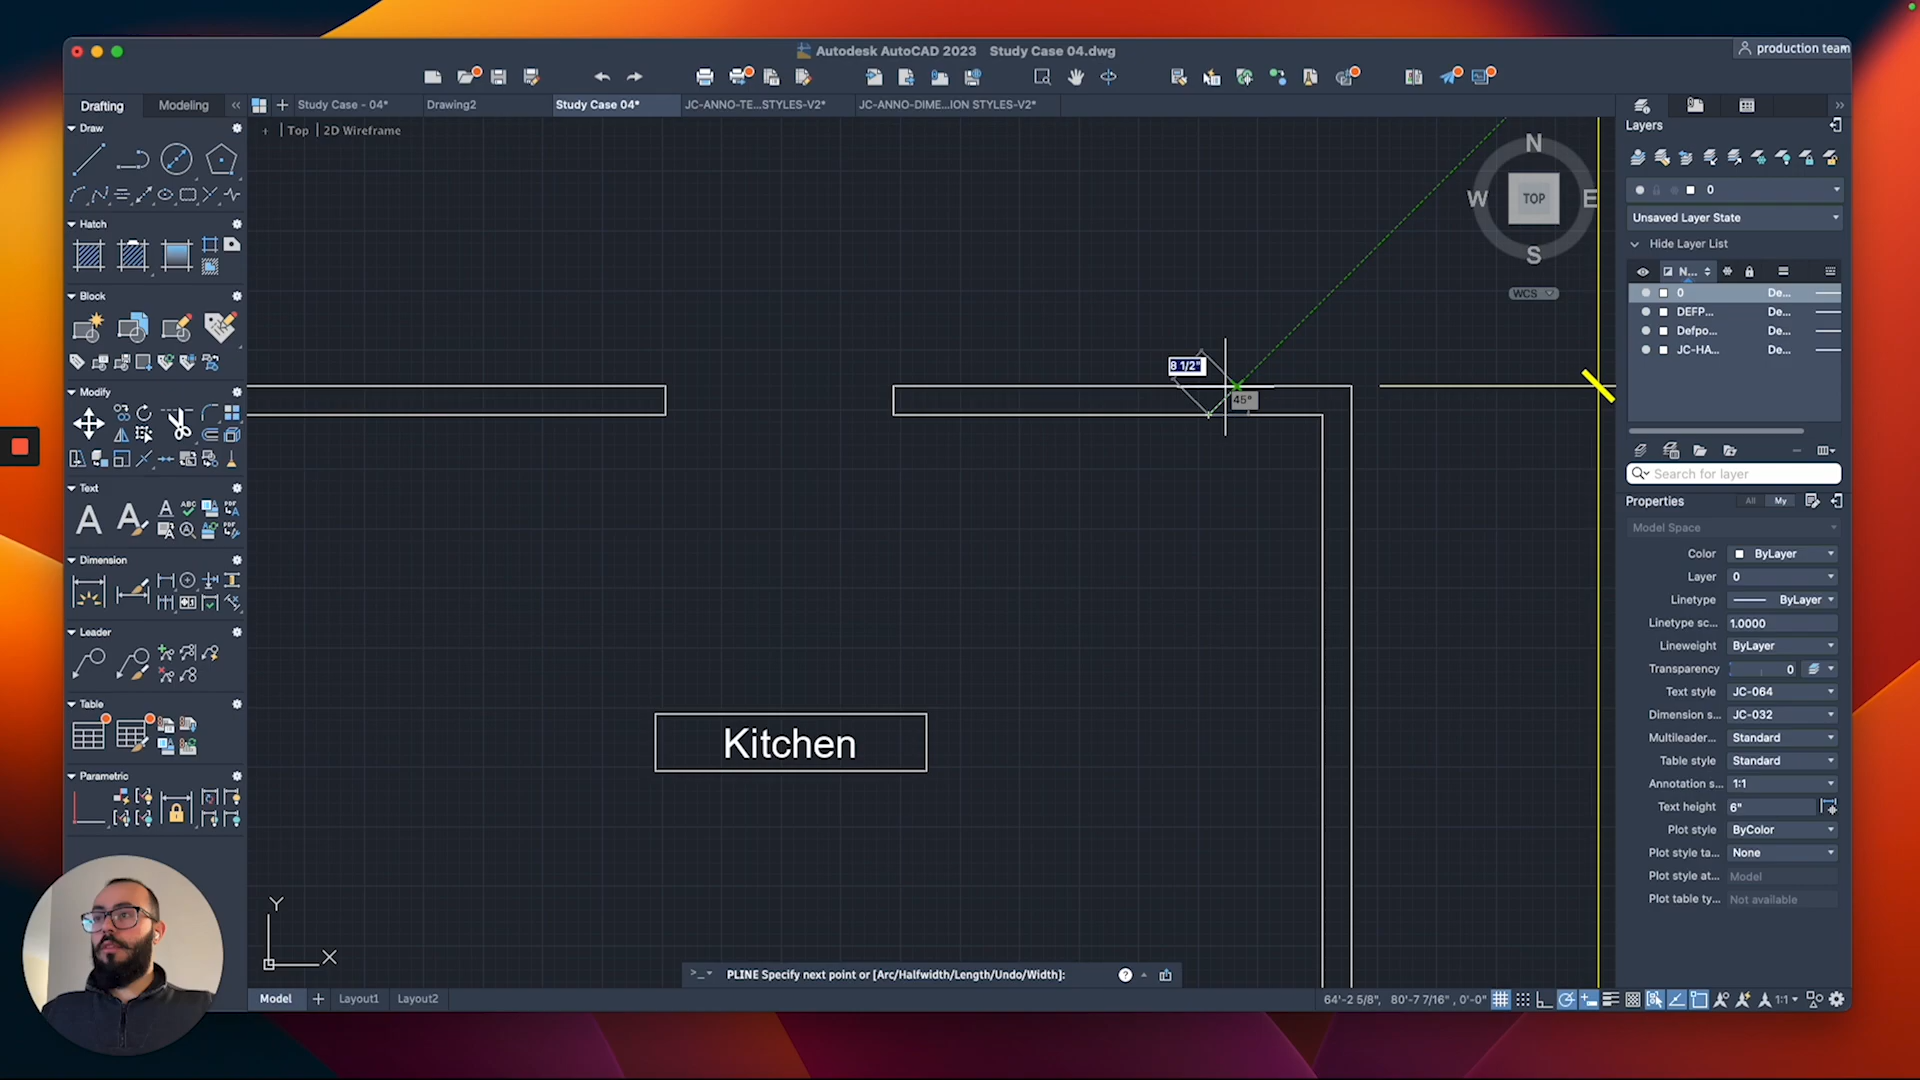 Autodesk AutoCAD 2023 Study Case 04.dwg
production team
Drafting
Modeling
Study Case - 04*
Drawing2
Study Case 04*
JC-ANNO-TE...STYLES-V2*
JC-ANNO-DIME...ION STYLES-V2*
+ | Top | 2D Wireframe
Draw
Hatch
Block
Modify
Text
Dimension
Leader
Table
Parametric
N
W
TOP
E
S
WCS
8 1/2"
45°
Kitchen
Y
X
>_ PLINE Specify next point or [Arc/Halfwidth/Length/Undo/Width]:
Model
Layout1
Layout2
64'-2 5/8", 80'-7 7/16" , 0'-0"
1:1
Layers
0
Unsaved Layer State
Hide Layer List
N...
0 De...
DEFP... De...
Defpo... De...
JC-HA... De...
Search for layer
Properties
All
My
Model Space
Color ByLayer
Layer 0
Linetype ByLayer
Linetype sc... 1.0000
Lineweight ByLayer
Transparency 0
Text style JC-064
Dimension s... JC-032
Multileader... Standard
Table style Standard
Annotation s... 1:1
Text height 6"
Plot style ByColor
Plot style ta... None
Plot style at... Model
Plot table ty... Not available